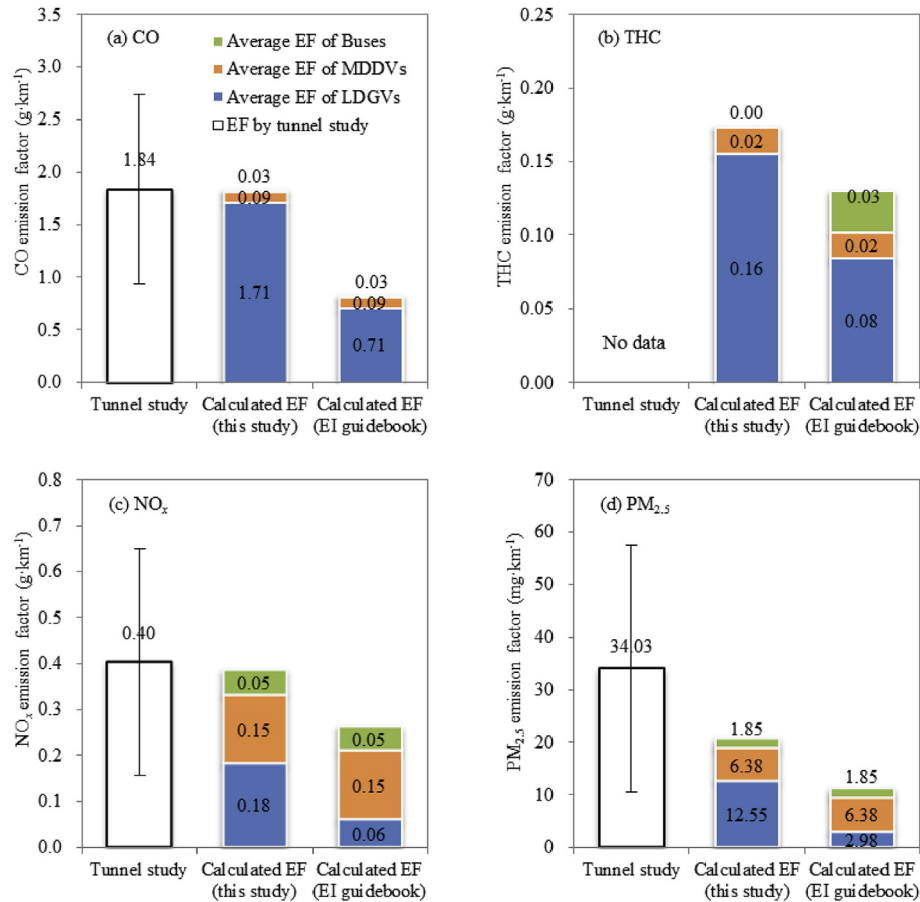 (a) CO
Average EF of Buses
Average EF of MDDVs
Average EF of LDGVs
EF by tunnel study
CO emission factor (g·km⁻¹)
4.0
3.5
3.0
2.5
2.0
1.5
1.0
0.5
0.0
1.84
0.03
0.09
1.71
0.03
0.09
0.71
Tunnel study
Calculated EF
(this study)
Calculated EF
(EI guidebook)
(b) THC
THC emission factor (g·km⁻¹)
0.25
0.20
0.15
0.10
0.05
0.00
No data
0.00
0.02
0.16
0.03
0.02
0.08
Tunnel study
Calculated EF
(this study)
Calculated EF
(EI guidebook)
(c) NOₓ
NOₓ emission factor (g·km⁻¹)
0.8
0.7
0.6
0.5
0.4
0.3
0.2
0.1
0.0
0.40
0.05
0.15
0.18
0.05
0.15
0.06
Tunnel study
Calculated EF
(this study)
Calculated EF
(EI guidebook)
(d) PM₂.₅
PM₂.₅ emission factor (mg·km⁻¹)
70
60
50
40
30
20
10
0
34.03
1.85
6.38
12.55
1.85
6.38
2.98
Tunnel study
Calculated EF
(this study)
Calculated EF
(EI guidebook)